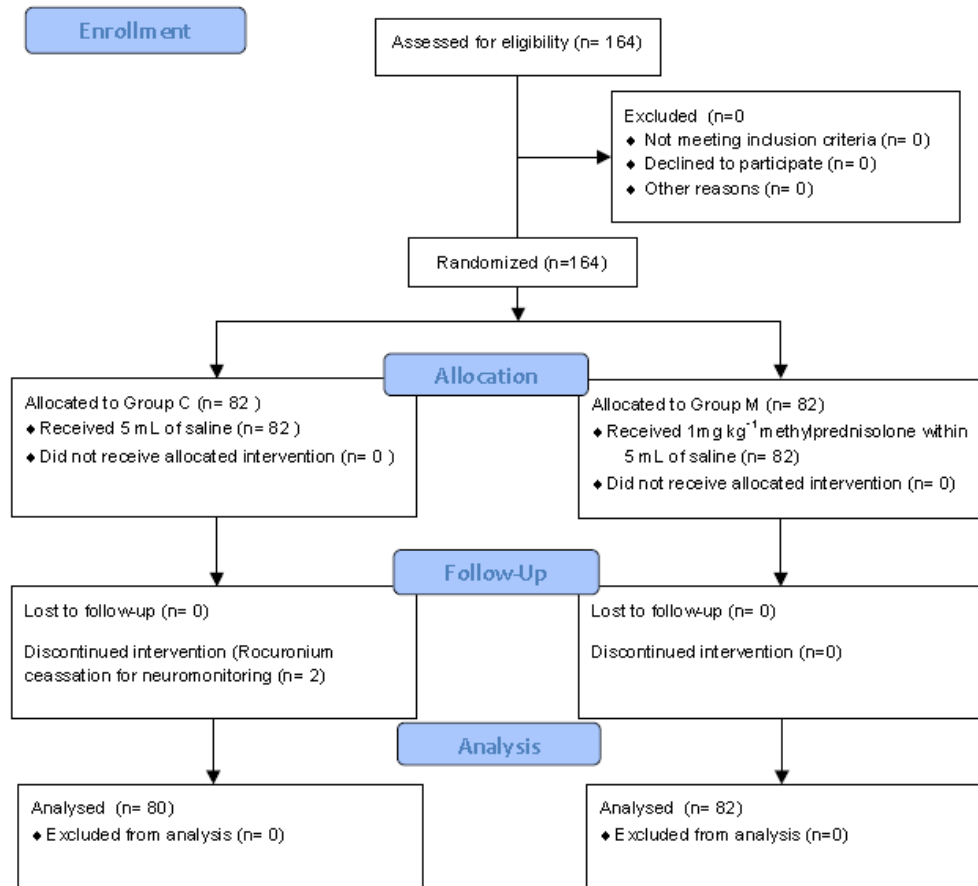 Enrollment
Assessed for eligibility (n= 164)
Excluded (n=0
♦ Not meeting inclusion criteria (n= 0)
♦ Declined to participate (n= 0)
♦ Other reasons (n= 0)
Randomized (n=164)
Allocation
Allocated to Group C (n= 82 )
♦ Received 5 mL of saline (n= 82 )
♦ Did not receive allocated intervention (n= 0 )
Allocated to Group M (n= 82)
♦ Received 1mg kg⁻¹ methylprednisolone within
5 mL of saline (n= 82)
♦ Did not receive allocated intervention (n= 0)
Follow-Up
Lost to follow-up (n= 0)
Discontinued intervention (Rocuronium
ceassation for neuromonitoring (n= 2)
Lost to follow-up (n= 0)
Discontinued intervention (n=0)
Analysis
Analysed (n= 80)
♦ Excluded from analysis (n= 0)
Analysed (n= 82)
♦ Excluded from analysis (n=0)